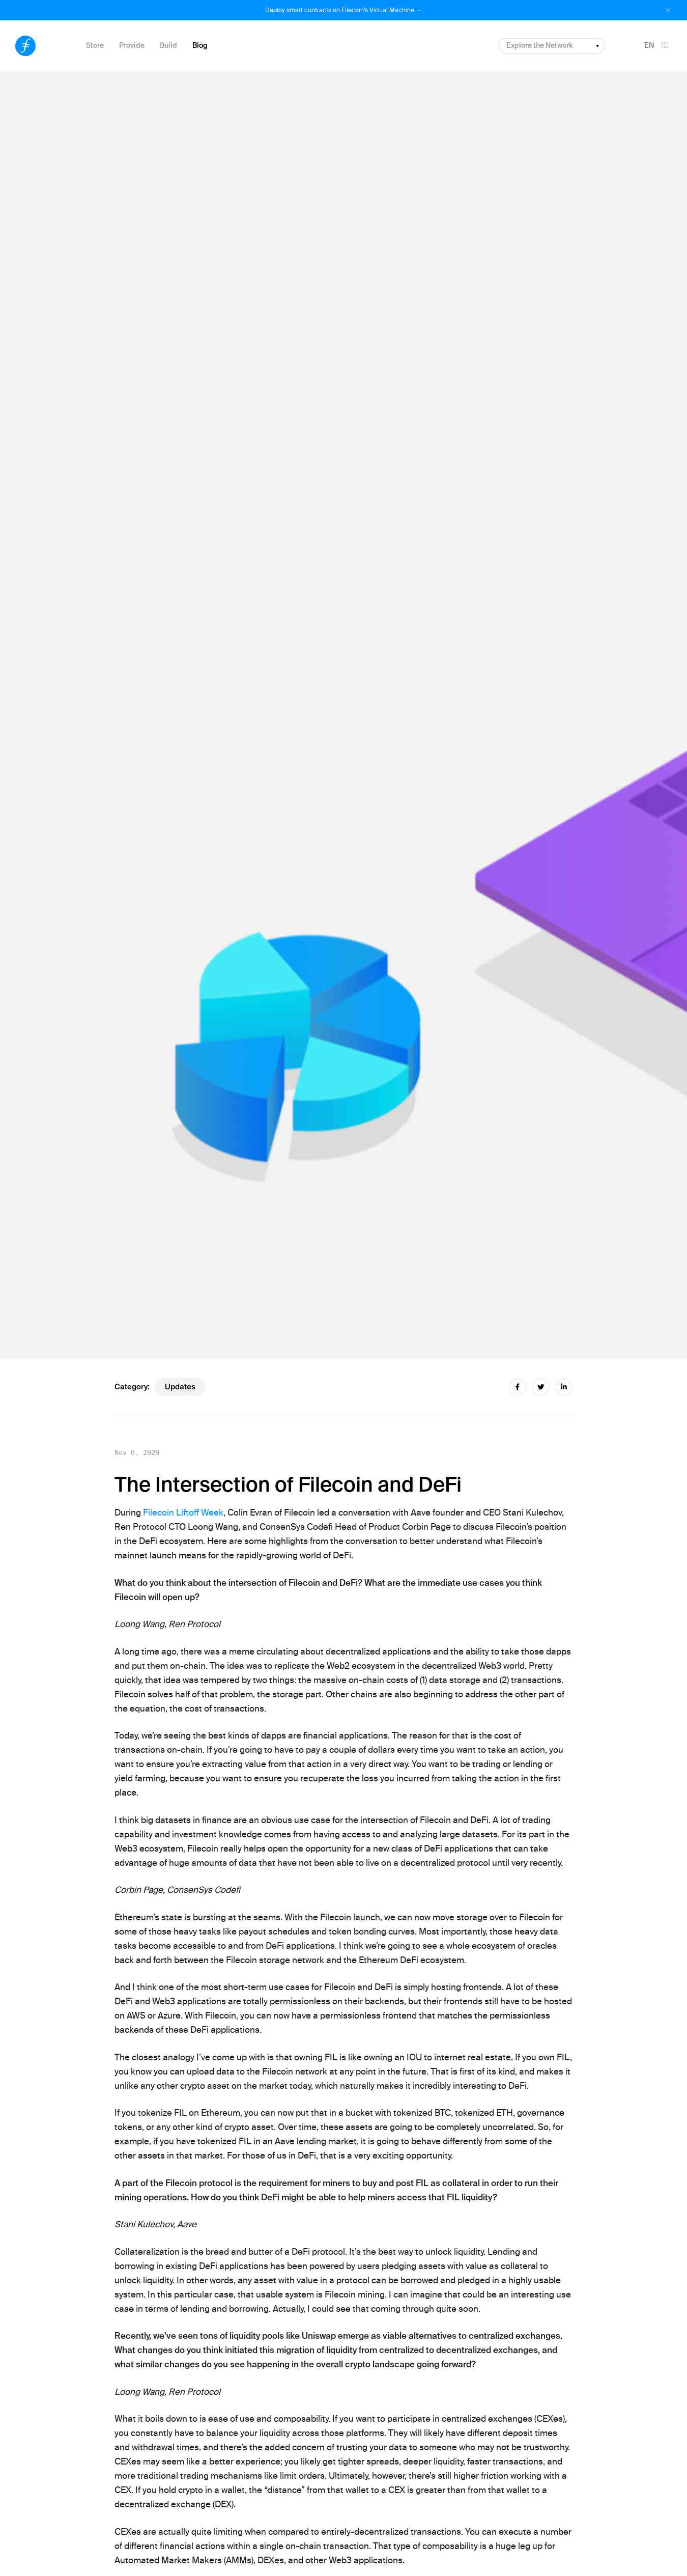 Deploy smart contracts on Filecoin's Virtual Machine →
Store
Provide
Build
Blog
Explore the Network
EN
Category:
Updates
Nov 6, 2020
The Intersection of Filecoin and DeFi
During Filecoin Liftoff Week, Colin Evran of Filecoin led a conversation with Aave founder and CEO Stani Kulechov,
Ren Protocol CTO Loong Wang, and ConsenSys Codefi Head of Product Corbin Page to discuss Filecoin's position
in the DeFi ecosystem. Here are some highlights from the conversation to better understand what Filecoin's
mainnet launch means for the rapidly-growing world of DeFi.
What do you think about the intersection of Filecoin and DeFi? What are the immediate use cases you think
Filecoin will open up?
Loong Wang, Ren Protocol
A long time ago, there was a meme circulating about decentralized applications and the ability to take those dapps
and put them on-chain. The idea was to replicate the Web2 ecosystem in the decentralized Web3 world. Pretty
quickly, that idea was tempered by two things: the massive on-chain costs of (1) data storage and (2) transactions.
Filecoin solves half of that problem, the storage part. Other chains are also beginning to address the other part of
the equation, the cost of transactions.
Today, we're seeing the best kinds of dapps are financial applications. The reason for that is the cost of
transactions on-chain. If you're going to have to pay a couple of dollars every time you want to take an action, you
want to ensure you're extracting value from that action in a very direct way. You want to be trading or lending or
yield farming, because you want to ensure you recuperate the loss you incurred from taking the action in the first
place.
I think big datasets in finance are an obvious use case for the intersection of Filecoin and DeFi. A lot of trading
capability and investment knowledge comes from having access to and analyzing large datasets. For its part in the
Web3 ecosystem, Filecoin really helps open the opportunity for a new class of DeFi applications that can take
advantage of huge amounts of data that have not been able to live on a decentralized protocol until very recently.
Corbin Page, ConsenSys Codefi
Ethereum's state is bursting at the seams. With the Filecoin launch, we can now move storage over to Filecoin for
some of those heavy tasks like payout schedules and token bonding curves. Most importantly, those heavy data
tasks become accessible to and from DeFi applications. I think we're going to see a whole ecosystem of oracles
back and forth between the Filecoin storage network and the Ethereum DeFi ecosystem.
And I think one of the most short-term use cases for Filecoin and DeFi is simply hosting frontends. A lot of these
DeFi and Web3 applications are totally permissionless on their backends, but their frontends still have to be hosted
on AWS or Azure. With Filecoin, you can now have a permissionless frontend that matches the permissionless
backends of these DeFi applications.
The closest analogy I've come up with is that owning FIL is like owning an IOU to internet real estate. If you own FIL,
you know you can upload data to the Filecoin network at any point in the future. That is first of its kind, and makes it
unlike any other crypto asset on the market today, which naturally makes it incredibly interesting to DeFi.
If you tokenize FIL on Ethereum, you can now put that in a bucket with tokenized BTC, tokenized ETH, governance
tokens, or any other kind of crypto asset. Over time, these assets are going to be completely uncorrelated. So, for
example, if you have tokenized FIL in an Aave lending market, it is going to behave differently from some of the
other assets in that market. For those of us in DeFi, that is a very exciting opportunity.
A part of the Filecoin protocol is the requirement for miners to buy and post FIL as collateral in order to run their
mining operations. How do you think DeFi might be able to help miners access that FIL liquidity?
Stani Kulechov, Aave
Collateralization is the bread and butter of a DeFi protocol. It's the best way to unlock liquidity. Lending and
borrowing in existing DeFi applications has been powered by users pledging assets with value as collateral to
unlock liquidity. In other words, any asset with value in a protocol can be borrowed and pledged in a highly usable
system. In this particular case, that usable system is Filecoin mining. I can imagine that could be an interesting use
case in terms of lending and borrowing. Actually, I could see that coming through quite soon.
Recently, we've seen tons of liquidity pools like Uniswap emerge as viable alternatives to centralized exchanges.
What changes do you think initiated this migration of liquidity from centralized to decentralized exchanges, and
what similar changes do you see happening in the overall crypto landscape going forward?
Loong Wang, Ren Protocol
What it boils down to is ease of use and composability. If you want to participate in centralized exchanges (CEXes),
you constantly have to balance your liquidity across those platforms. They will likely have different deposit times
and withdrawal times, and there's the added concern of trusting your data to someone who may not be trustworthy.
CEXes may seem like a better experience; you likely get tighter spreads, deeper liquidity, faster transactions, and
more traditional trading mechanisms like limit orders. Ultimately, however, there's still higher friction working with a
CEX. If you hold crypto in a wallet, the “distance” from that wallet to a CEX is greater than from that wallet to a
decentralized exchange (DEX).
CEXes are actually quite limiting when compared to entirely-decentralized transactions. You can execute a number
of different financial actions within a single on-chain transaction. That type of composability is a huge leg up for
Automated Market Makers (AMMs), DEXes, and other Web3 applications.